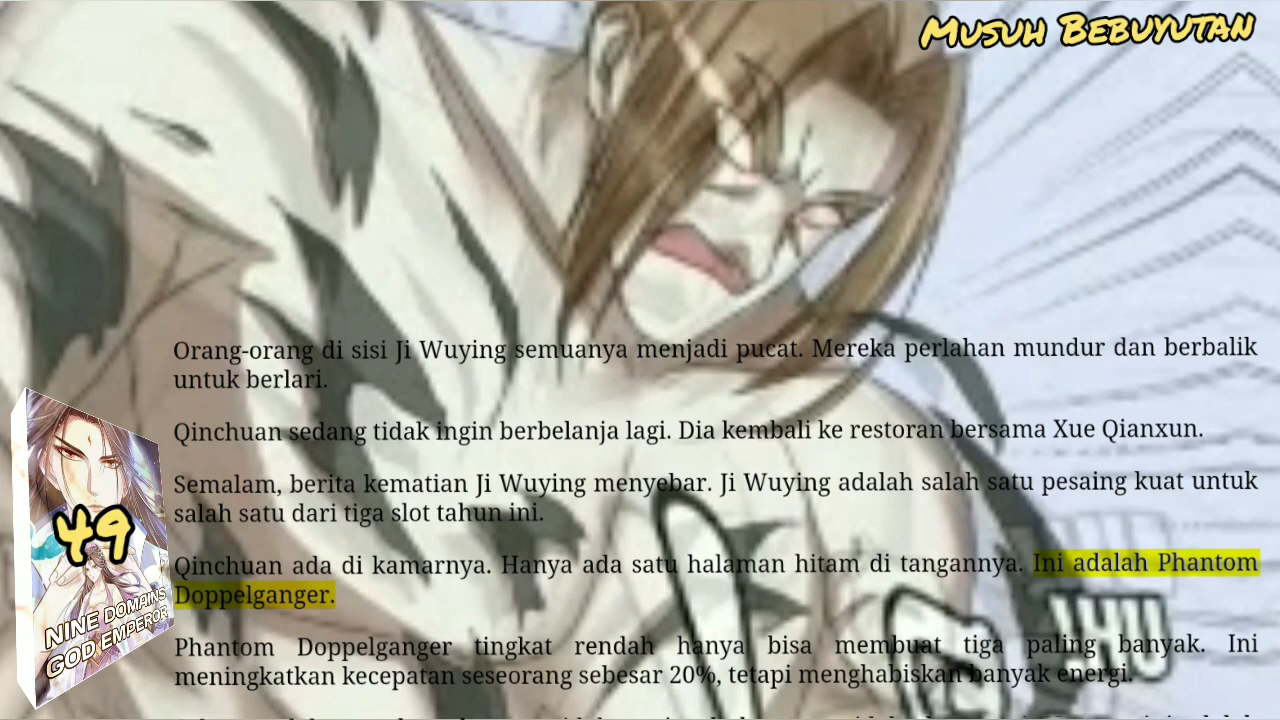 Musuh Bebuyutan
Orang-orang di sisi Ji Wuying semuanya menjadi pucat. Mereka perlahan mundur dan berbalik
untuk berlari.
Qinchuan sedang tidak ingin berbelanja lagi. Dia kembali ke restoran bersama Xue Qianxun.
Semalam, berita kematian Ji Wuying menyebar. Ji Wuying adalah salah satu pesaing kuat untuk
salah satu dari tiga slot tahun ini.
Qinchuan ada di kamarnya. Hanya ada satu halaman hitam di tangannya. Ini adalah Phantom
Doppelganger.
Phantom Doppelganger tingkat rendah hanya bisa membuat tiga paling banyak. Ini
meningkatkan kecepatan seseorang sebesar 20%, tetapi menghabiskan banyak energi.
49
NINE DOMAINS
GOD EMPEROR